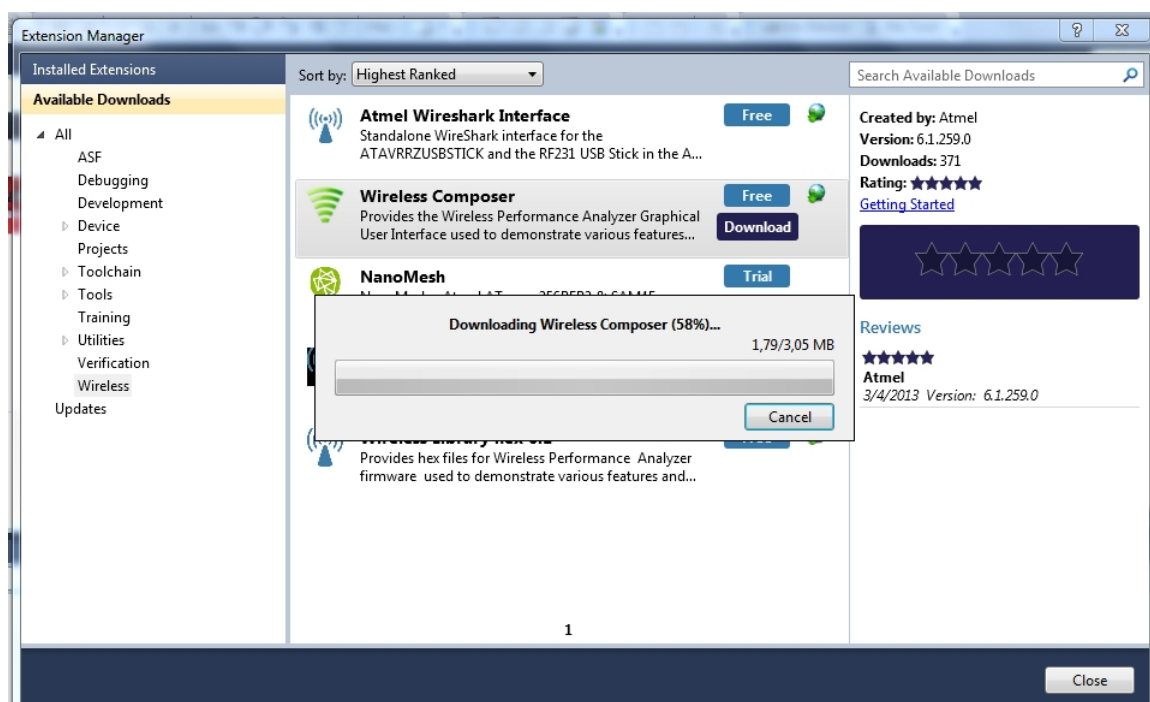 Extension Manager
Installed Extensions
Available Downloads
All
ASF
Debugging
Development
Device
Projects
Toolchain
Tools
Training
Utilities
Verification
Wireless
Updates
Sort by: Highest Ranked
Atmel Wireshark Interface Free
Standalone WireShark interface for the
ATAVRRZUSBSTICK and the RF231 USB Stick in the A...
Wireless Composer Free
Provides the Wireless Performance Analyzer Graphical
User Interface used to demonstrate various features...
Download
NanoMesh Trial
Downloading Wireless Composer (58%)...
1,79/3,05 MB
Cancel
Provides hex files for Wireless Performance Analyzer
firmware used to demonstrate various features and...
1
Search Available Downloads
Created by: Atmel
Version: 6.1.259.0
Downloads: 371
Rating: ★★★★★
Getting Started
Reviews
★★★★★
Atmel
3/4/2013 Version: 6.1.259.0
Close